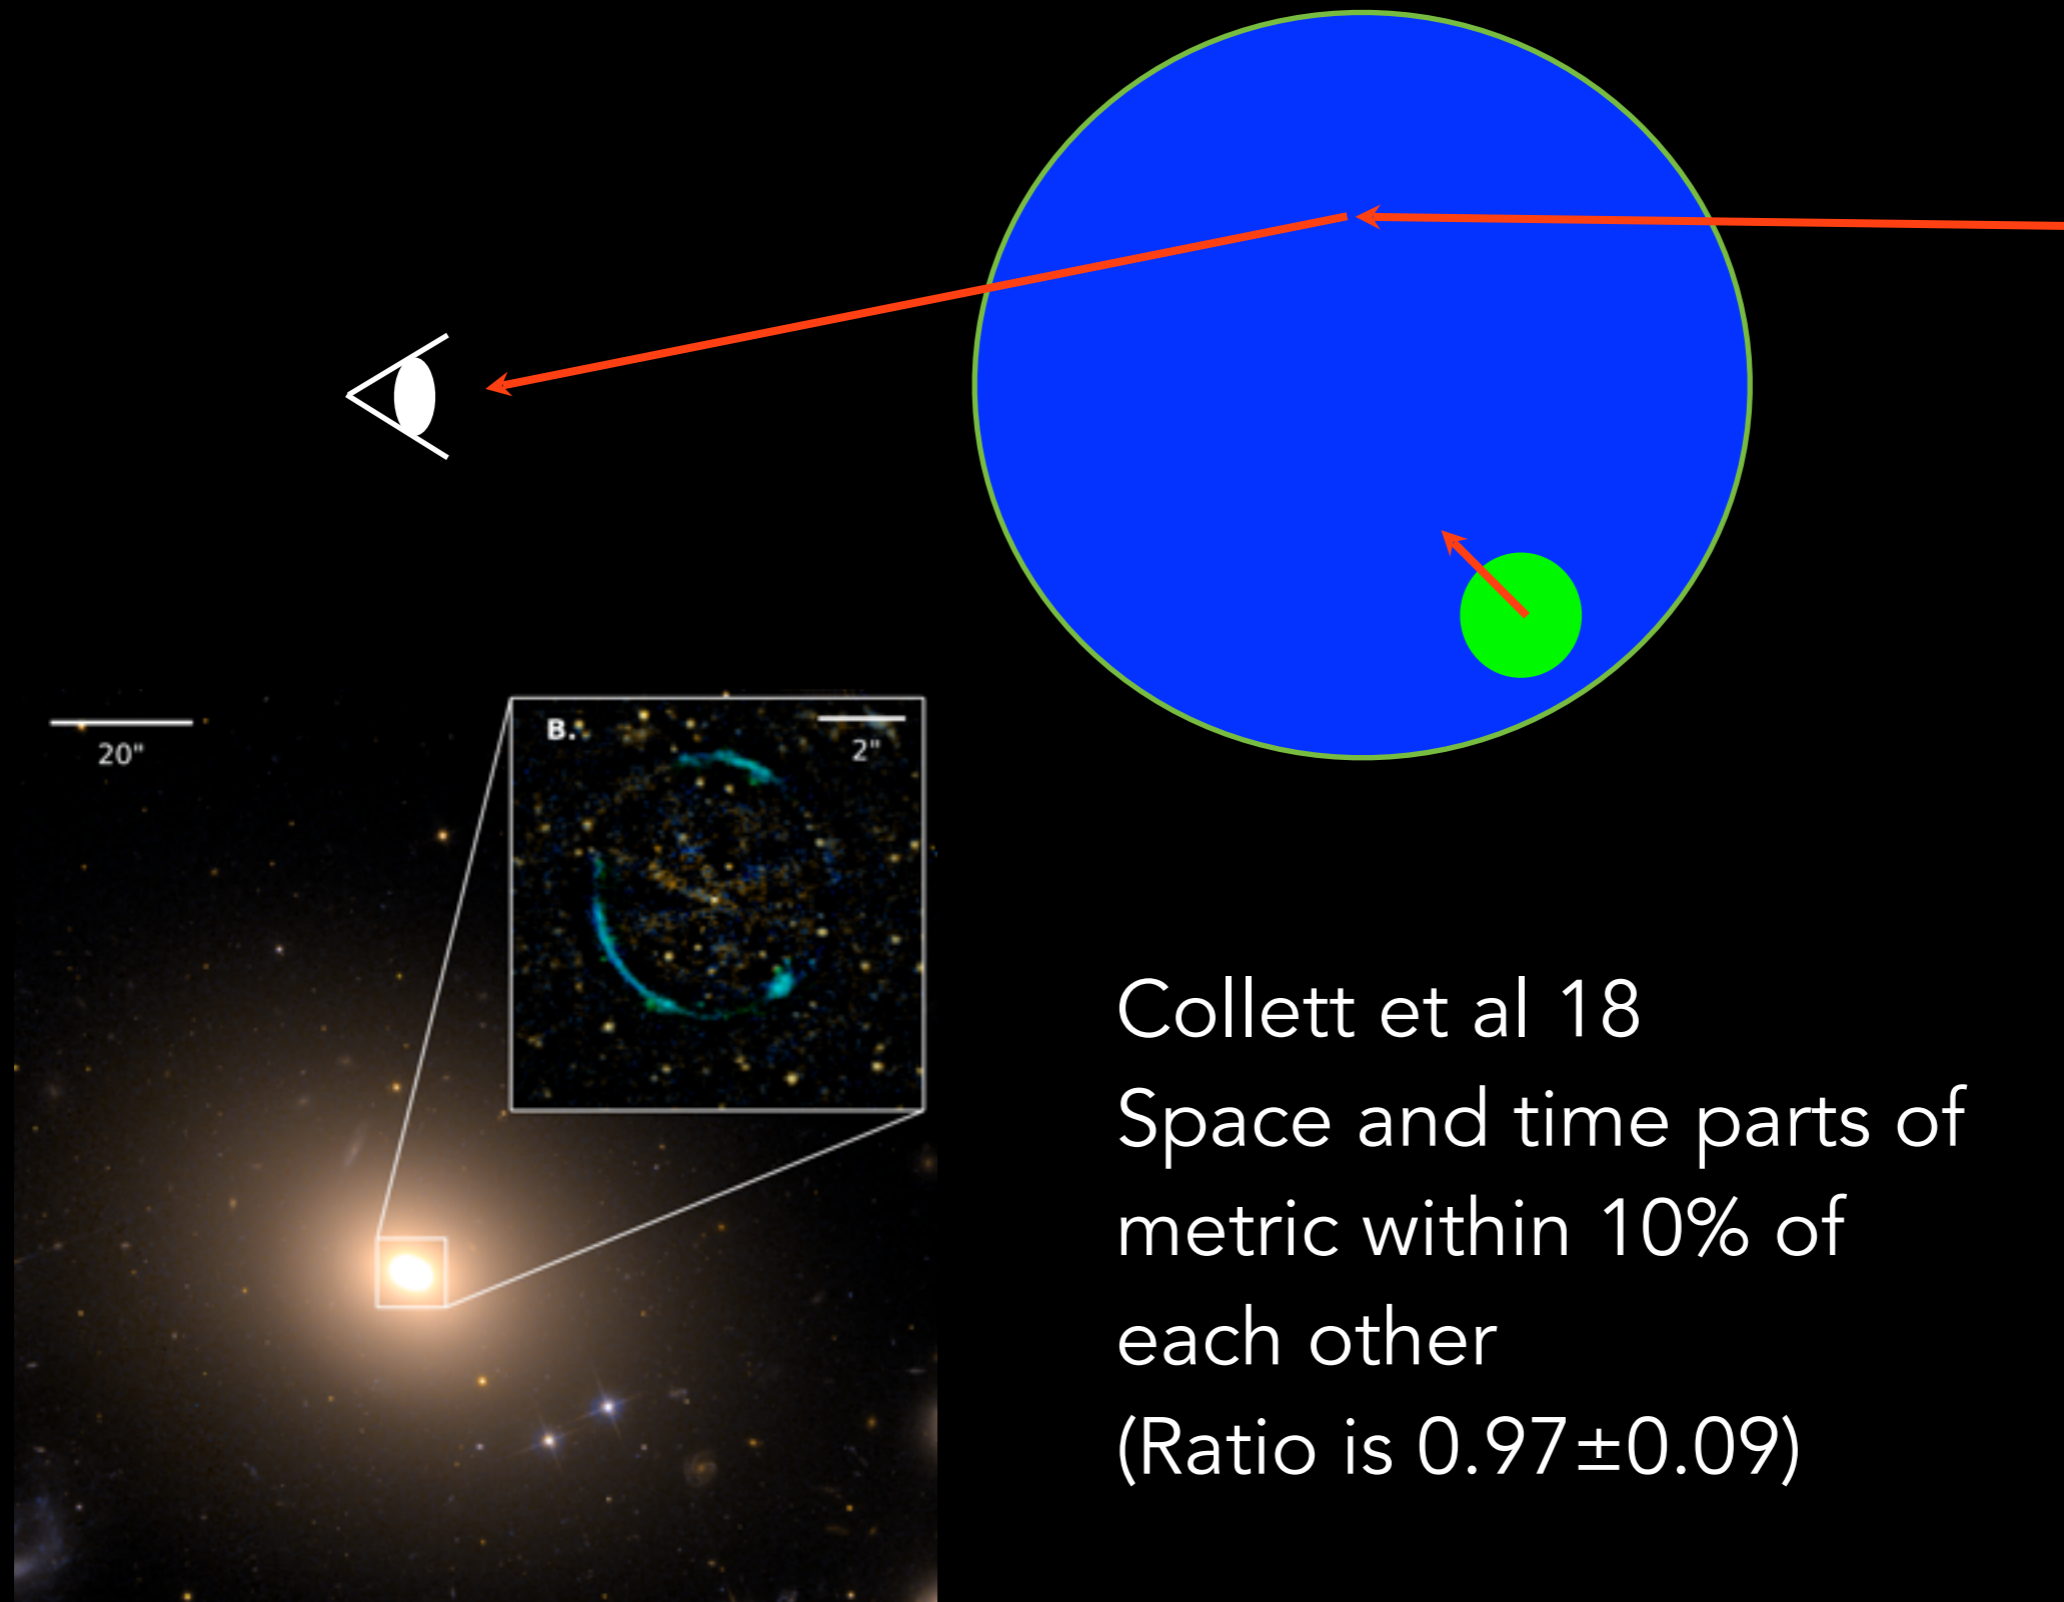 20"
B.
2"
Collett et al 18
Space and time parts of
metric within 10% of
each other
(Ratio is 0.97±0.09)